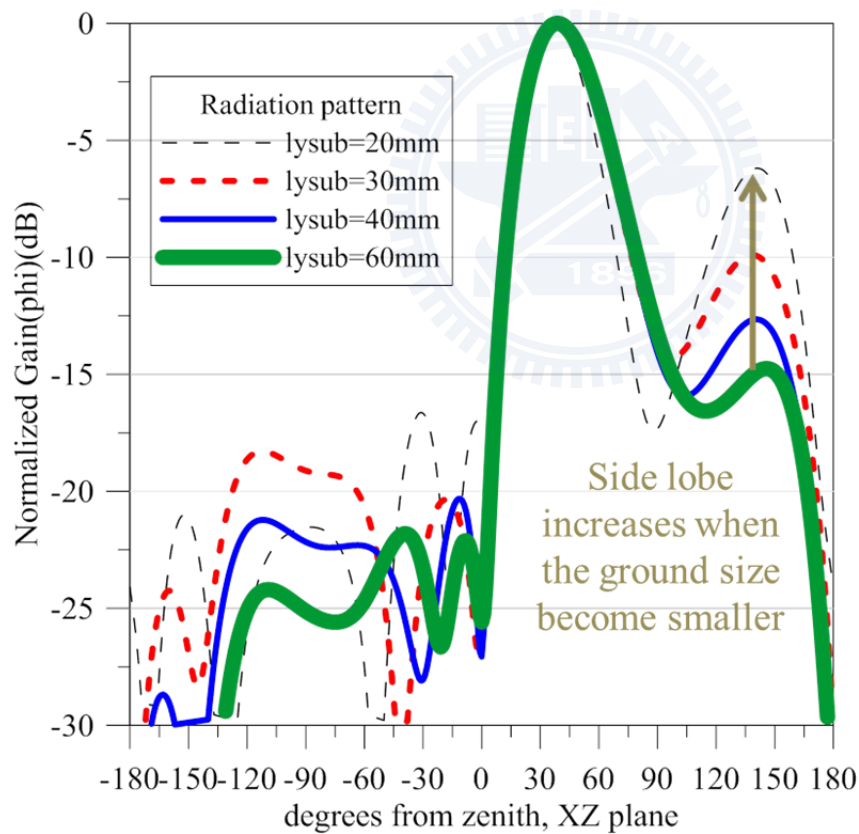 0
-5
-10
-15
-20
-25
-30
Normalized Gain(phi)(dB)
Radiation pattern
lysub=20mm
lysub=30mm
lysub=40mm
lysub=60mm
E
1896
Side lobe
increases when
the ground size
become smaller
-180 -150 -120 -90 -60 -30 0 30 60 90 120 150 180
degrees from zenith, XZ plane